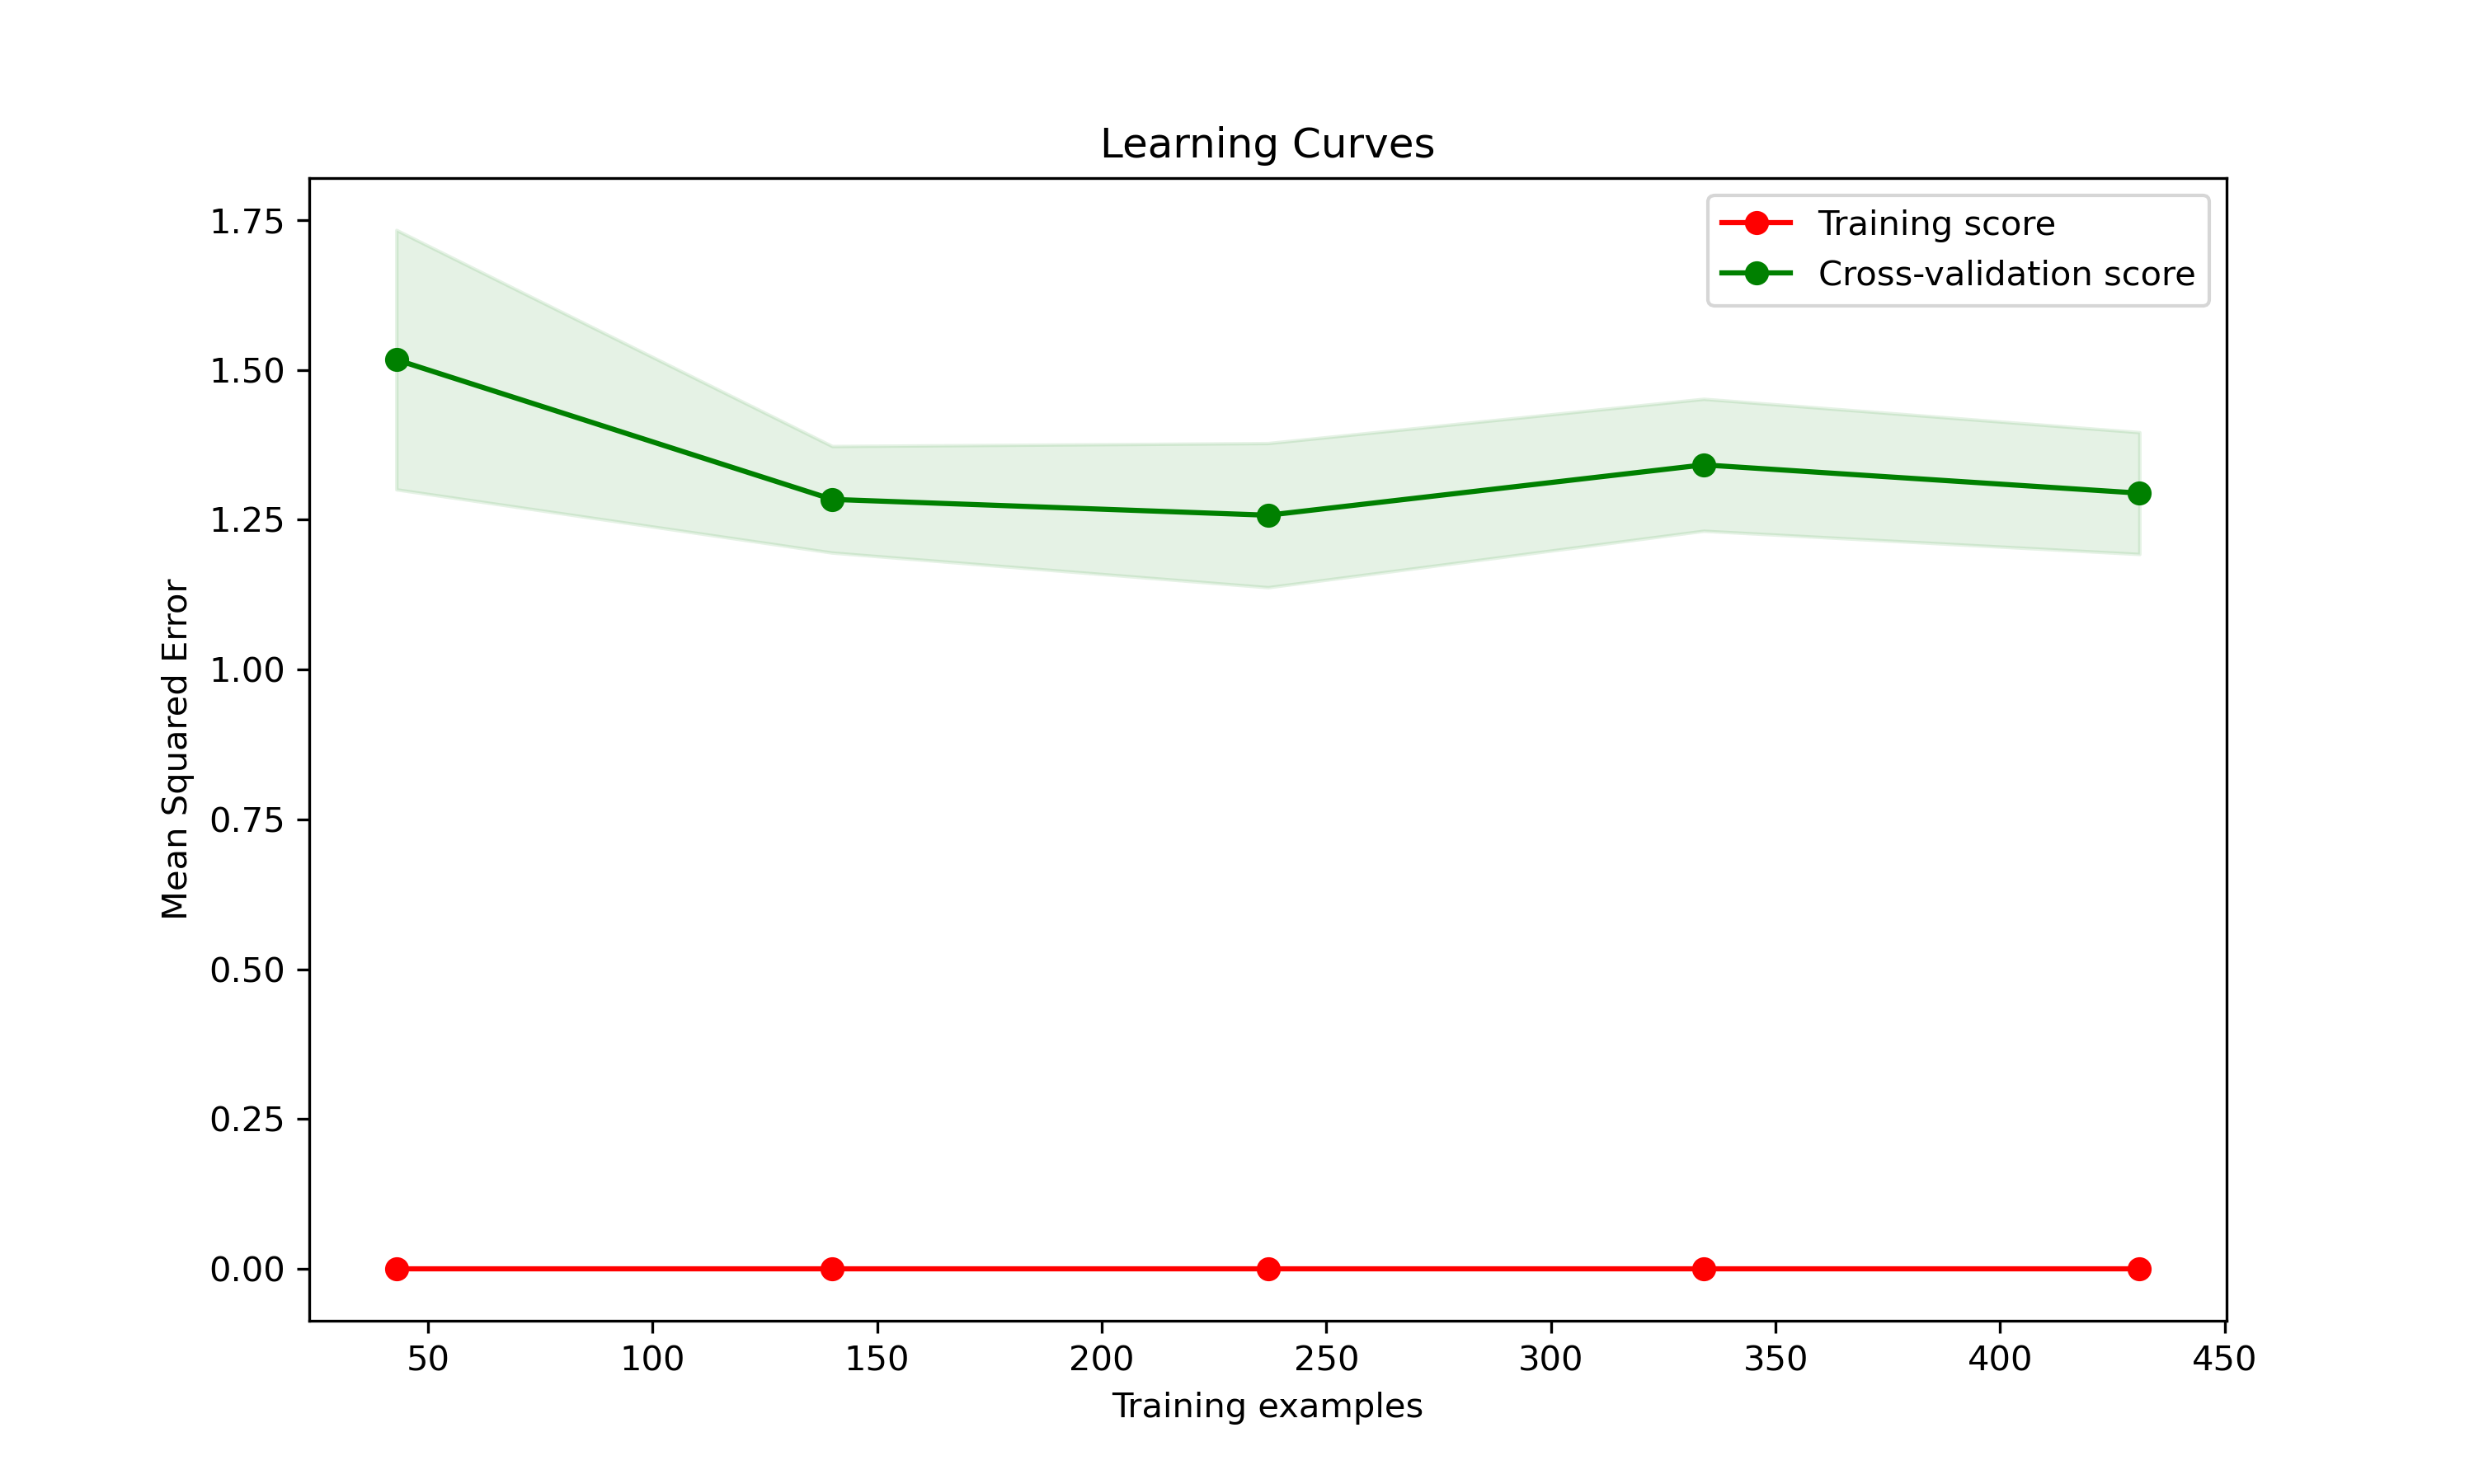 Learning Curves
Training score
Cross-validation score
1.75
1.50
1.25
1.00
0.75
0.50
0.25
0.00
Mean Squared Error
50 100 150 200 250 300 350 400 450
Training examples